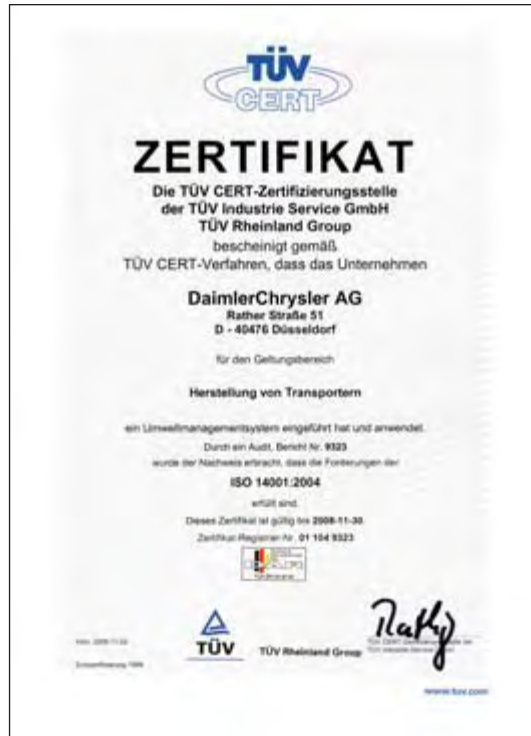 TÜV
CERT
ZERTIFIKAT
Die TÜV CERT-Zertifizierungsstelle
der TÜV Industrie Service GmbH
TÜV Rheinland Group
bescheinigt gemäß
TÜV CERT-Verfahren, dass das Unternehmen
DaimlerChrysler AG
Rather Straße 51
D - 40476 Düsseldorf
für den Geltungsbereich
Herstellung von Transportern
ein Umweltmanagementsystem eingeführt hat und anwendet.
Durch ein Audit, Bericht Nr. 9323
wurde der Nachweis erbracht, dass die Forderungen der
ISO 14001:2004
erfüllt sind.
Dieses Zertifikat ist gültig bis 2008-11-30.
Zertifikat-Registrier-Nr. 01 104 9323
TÜV
TÜV Rheinland Group
www.tuv.com